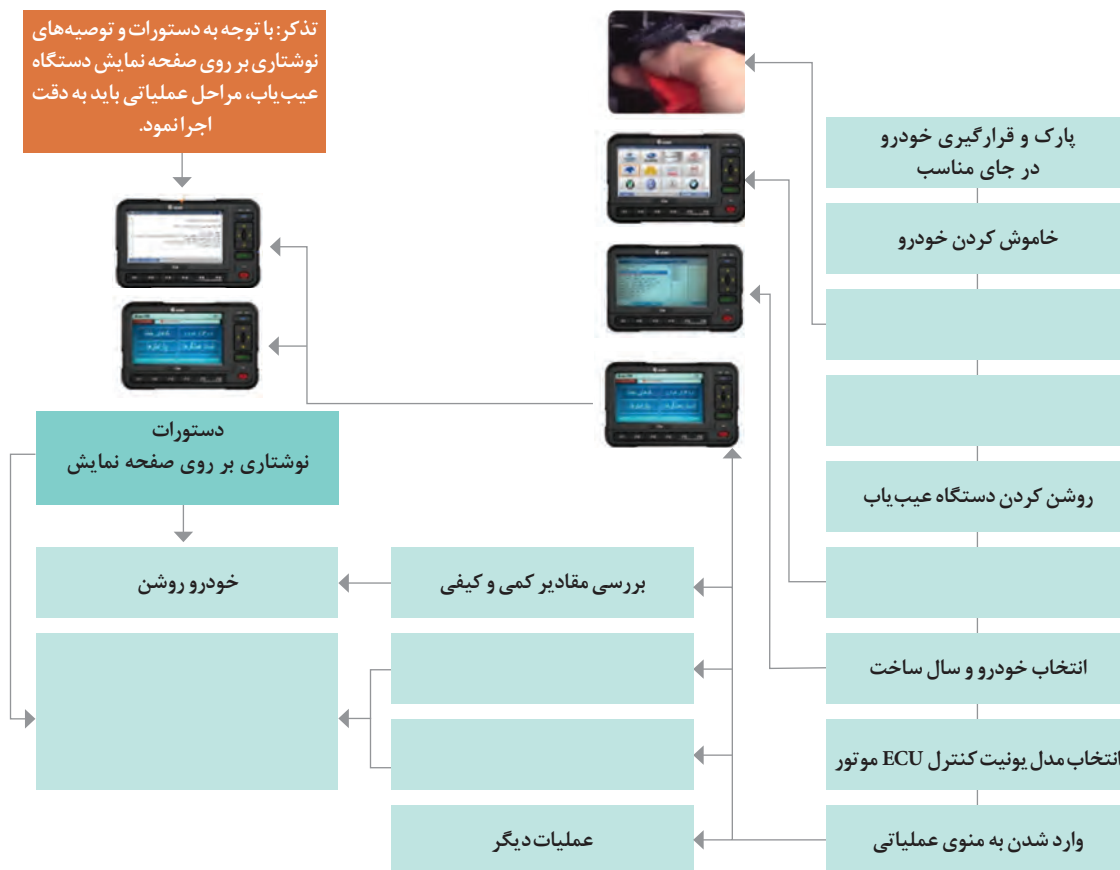 تذکر: با توجه به دستورات و توصیه‌های
نوشتاری بر روی صفحه نمایش دستگاه
عیب‌یاب، مراحل عملیاتی باید به دقت
اجرا نمود.
پارک و قرارگیری خودرو
در جای مناسب
خاموش کردن خودرو
روشن کردن دستگاه عیب‌یاب
انتخاب خودرو و سال ساخت
انتخاب مدل یونیت کنترل ECU موتور
وارد شدن به منوی عملیاتی
بررسی مقادیر کمی و کیفی
عملیات دیگر
دستورات
نوشتاری بر روی صفحه نمایش
خودرو روشن